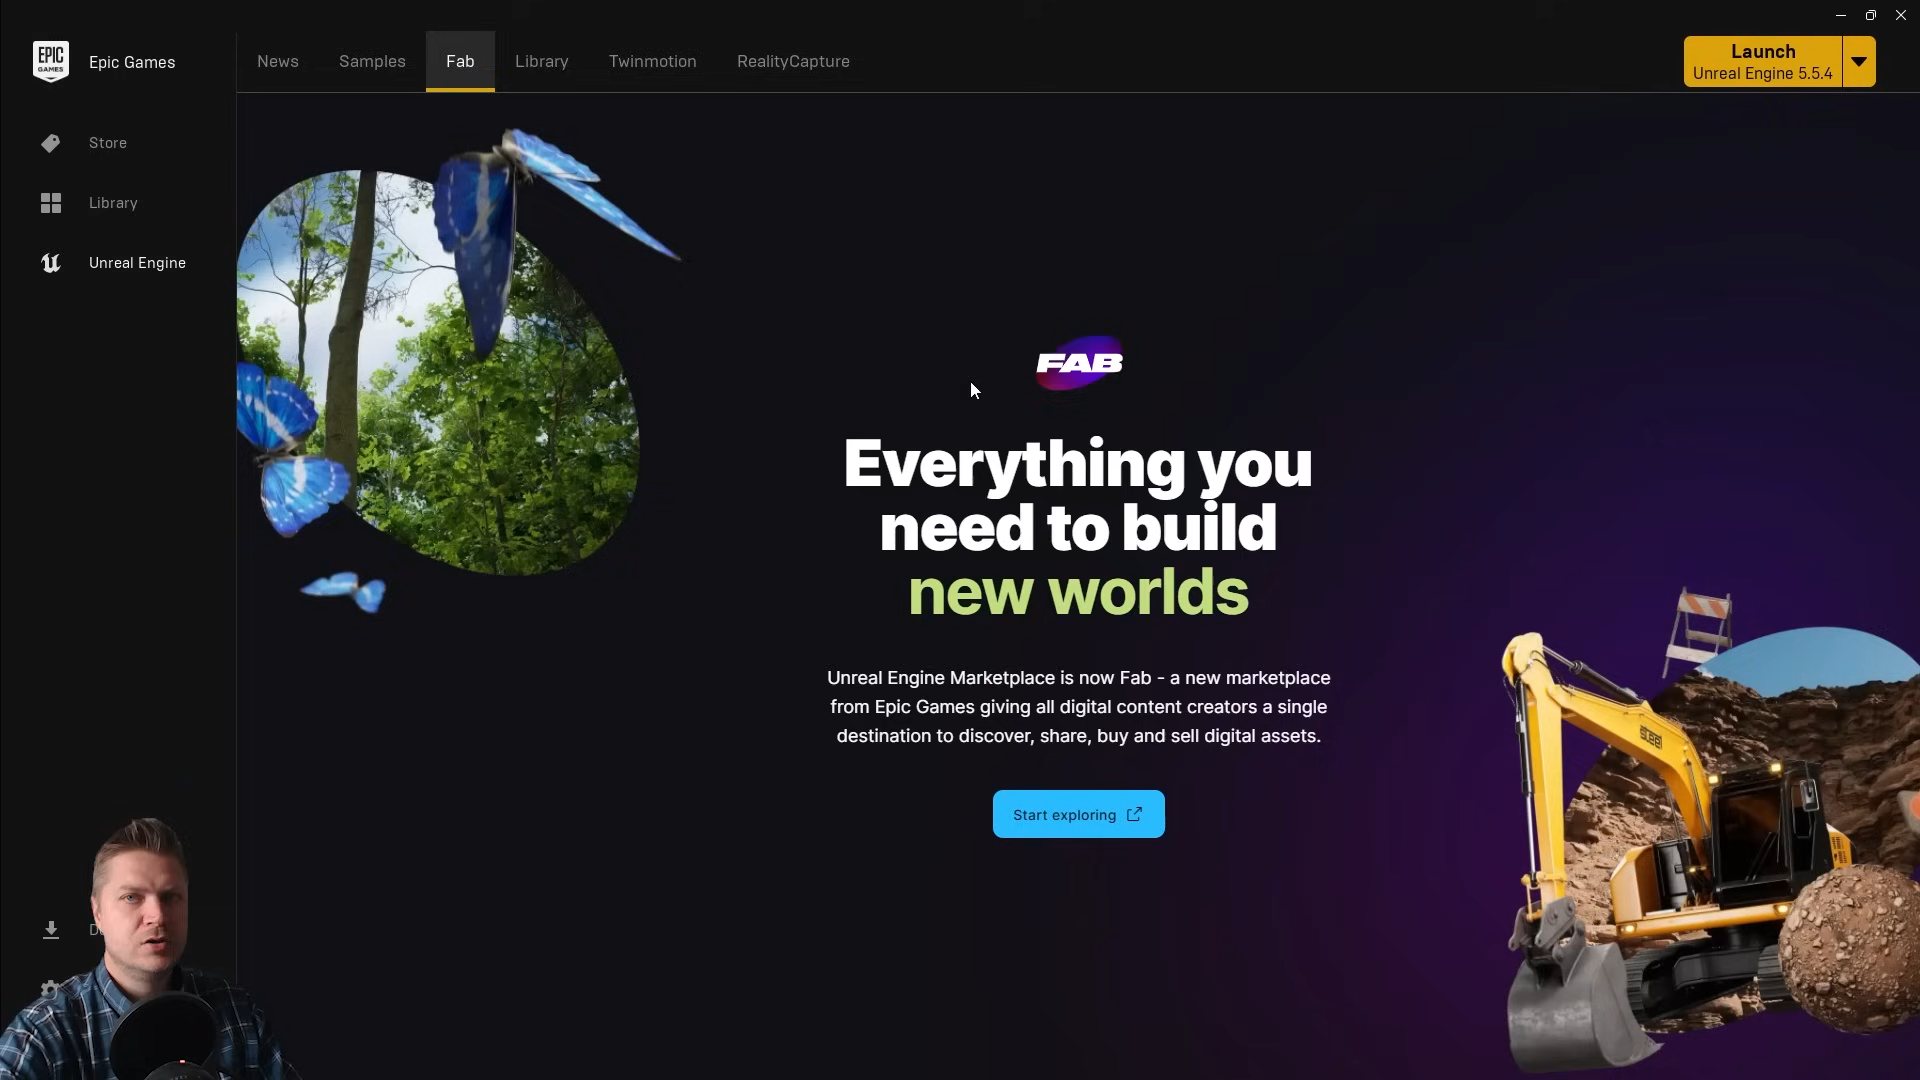 EPIC
GAMES
Epic Games
News
Samples
Fab
Library
Twinmotion
RealityCapture
Launch
Unreal Engine 5.5.4
Store
Library
Unreal Engine
FAB
Everything you
need to build
new worlds
Unreal Engine Marketplace is now Fab - a new marketplace
from Epic Games giving all digital content creators a single
destination to discover, share, buy and sell digital assets.
Start exploring